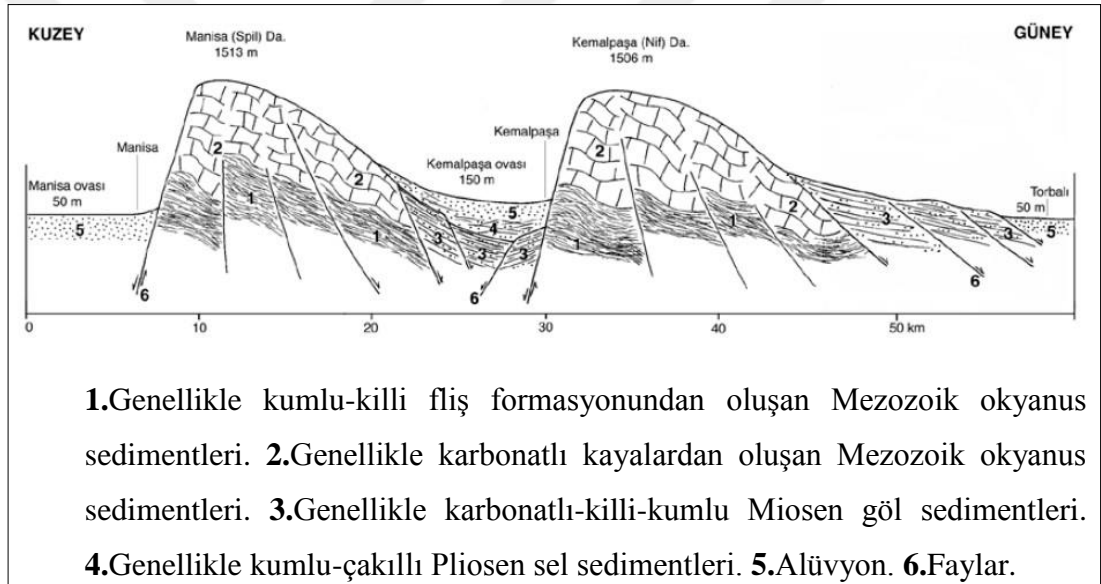 KUZEY
Manisa (Spil) Da.
1513 m
Kemalpaşa (Nif) Da.
1506 m
GÜNEY
Manisa
Kemalpaşa
Manisa ovası
50 m
Kemalpaşa ovası
150 m
Torbalı
50 m
2
2
2
2
1
1
1
1
3
3
3
3
3
4
5
5
5
6
6
6
0
10
20
30
40
50 km
1.Genellikle kumlu-killi fliş formasyonundan oluşan Mezozoik okyanus
sedimentleri. 2.Genellikle karbonatlı kayalardan oluşan Mezozoik okyanus
sedimentleri. 3.Genellikle karbonatlı-killi-kumlu Miosen göl sedimentleri.
4.Genellikle kumlu-çakıllı Pliosen sel sedimentleri. 5.Alüvyon. 6.Faylar.